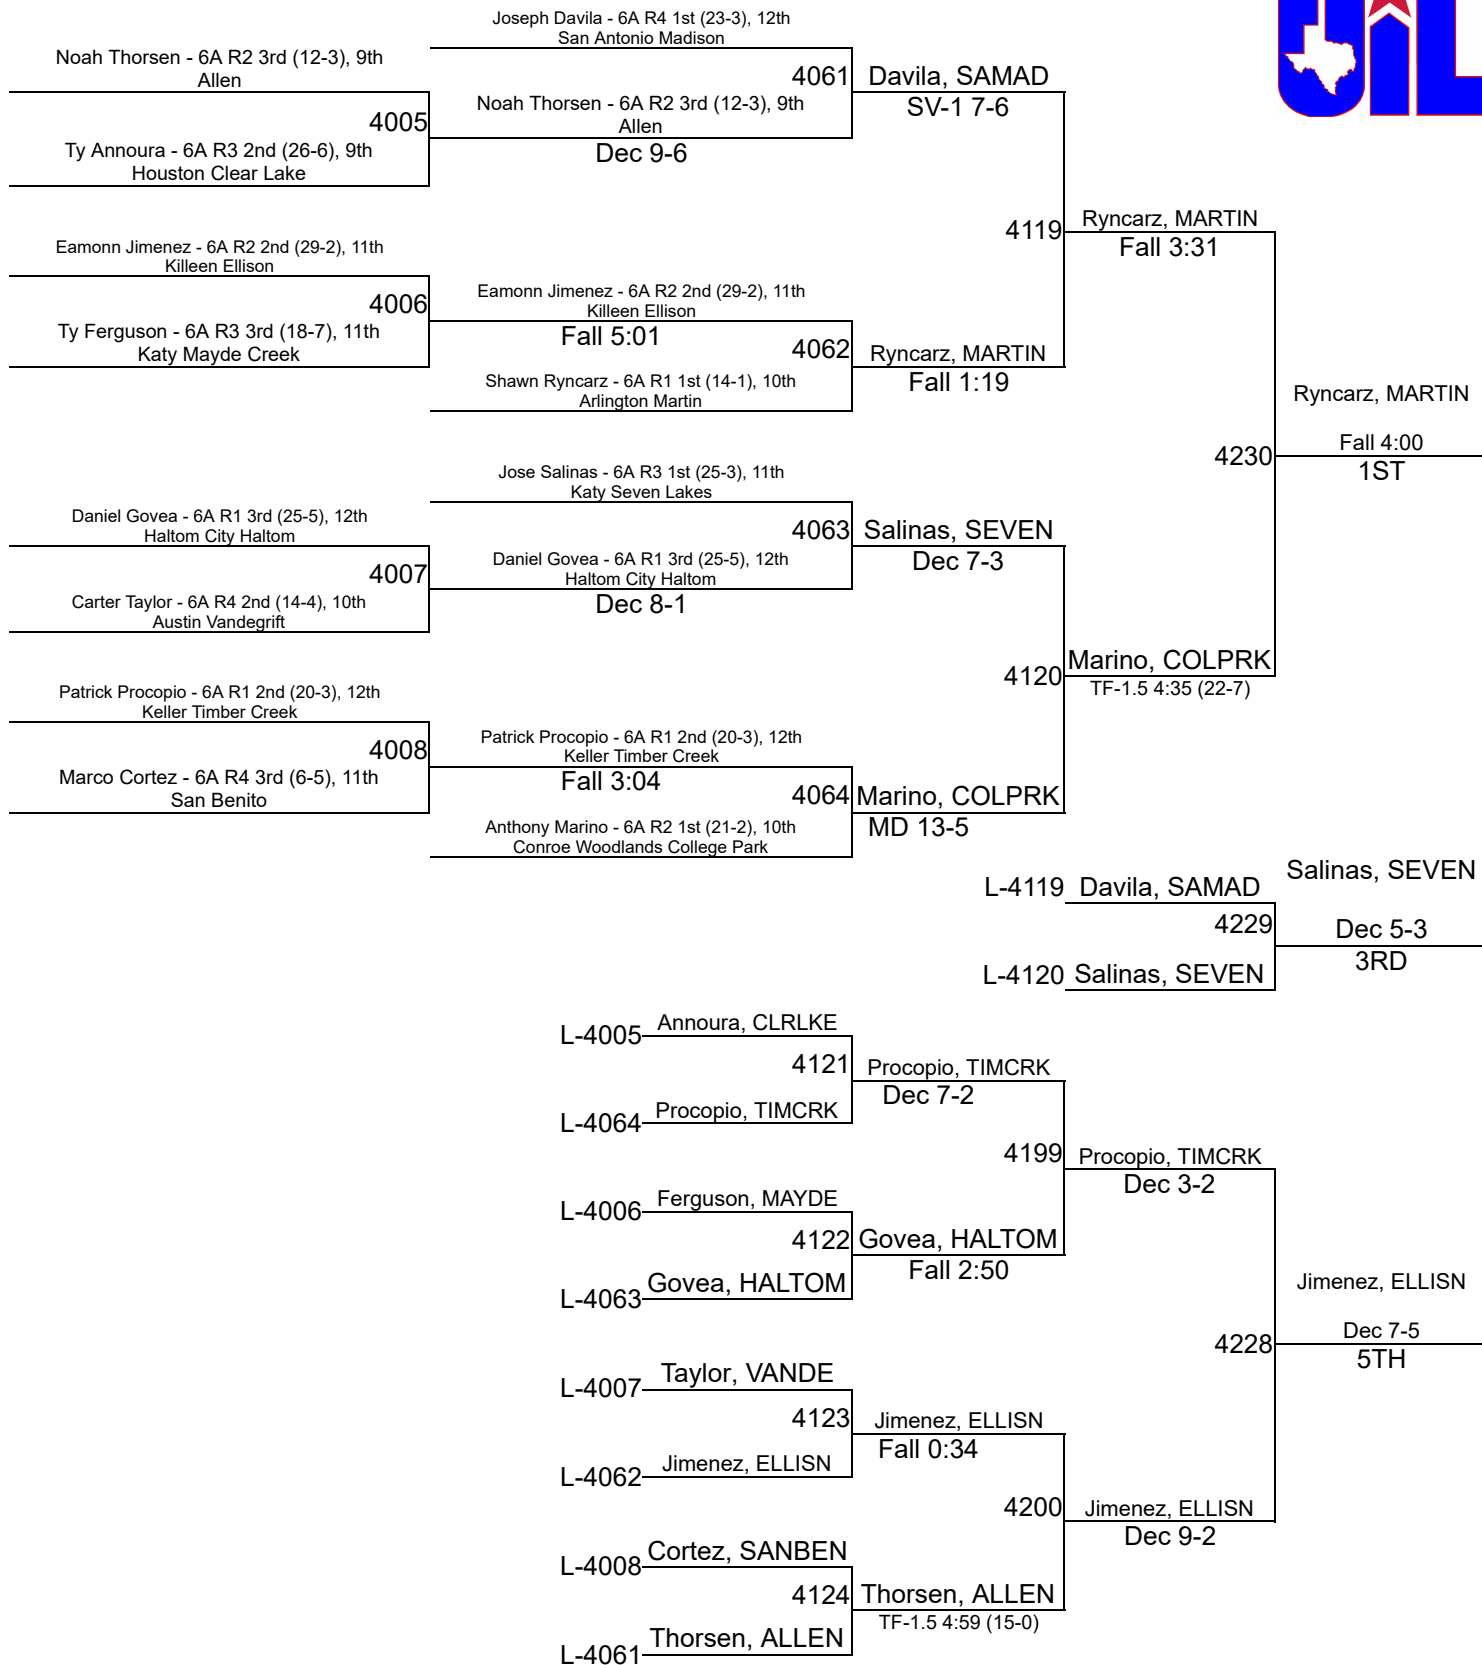 UIL
Joseph Davila - 6A R4 1st (23-3), 12th
San Antonio Madison
Noah Thorsen - 6A R2 3rd (12-3), 9th
Allen
4061
Davila, SAMAD
SV-1 7-6
4005
Noah Thorsen - 6A R2 3rd (12-3), 9th
Allen
Dec 9-6
Ty Annoura - 6A R3 2nd (26-6), 9th
Houston Clear Lake
4119
Ryncarz, MARTIN
Fall 3:31
Eamonn Jimenez - 6A R2 2nd (29-2), 11th
Killeen Ellison
4006
Eamonn Jimenez - 6A R2 2nd (29-2), 11th
Killeen Ellison
Fall 5:01
Ty Ferguson - 6A R3 3rd (18-7), 11th
Katy Mayde Creek
4062
Ryncarz, MARTIN
Fall 1:19
Shawn Ryncarz - 6A R1 1st (14-1), 10th
Arlington Martin
Ryncarz, MARTIN
4230
Fall 4:00
1ST
Jose Salinas - 6A R3 1st (25-3), 11th
Katy Seven Lakes
Daniel Govea - 6A R1 3rd (25-5), 12th
Haltom City Haltom
4063
Salinas, SEVEN
Dec 7-3
4007
Daniel Govea - 6A R1 3rd (25-5), 12th
Haltom City Haltom
Dec 8-1
Carter Taylor - 6A R4 2nd (14-4), 10th
Austin Vandegrift
4120
Marino, COLPRK
TF-1.5 4:35 (22-7)
Patrick Procopio - 6A R1 2nd (20-3), 12th
Keller Timber Creek
4008
Patrick Procopio - 6A R1 2nd (20-3), 12th
Keller Timber Creek
Fall 3:04
Marco Cortez - 6A R4 3rd (6-5), 11th
San Benito
4064
Marino, COLPRK
MD 13-5
Anthony Marino - 6A R2 1st (21-2), 10th
Conroe Woodlands College Park
L-4119 Davila, SAMAD
Salinas, SEVEN
4229
Dec 5-3
3RD
L-4120 Salinas, SEVEN
L-4005 Annoura, CLRLKE
4121
Procopio, TIMCRK
Dec 7-2
L-4064 Procopio, TIMCRK
4199
Procopio, TIMCRK
Dec 3-2
L-4006 Ferguson, MAYDE
4122
Govea, HALTOM
Fall 2:50
L-4063 Govea, HALTOM
Jimenez, ELLISN
4228
Dec 7-5
5TH
L-4007 Taylor, VANDE
4123
Jimenez, ELLISN
Fall 0:34
L-4062 Jimenez, ELLISN
4200
Jimenez, ELLISN
Dec 9-2
L-4008 Cortez, SANBEN
4124
Thorsen, ALLEN
TF-1.5 4:59 (15-0)
L-4061 Thorsen, ALLEN